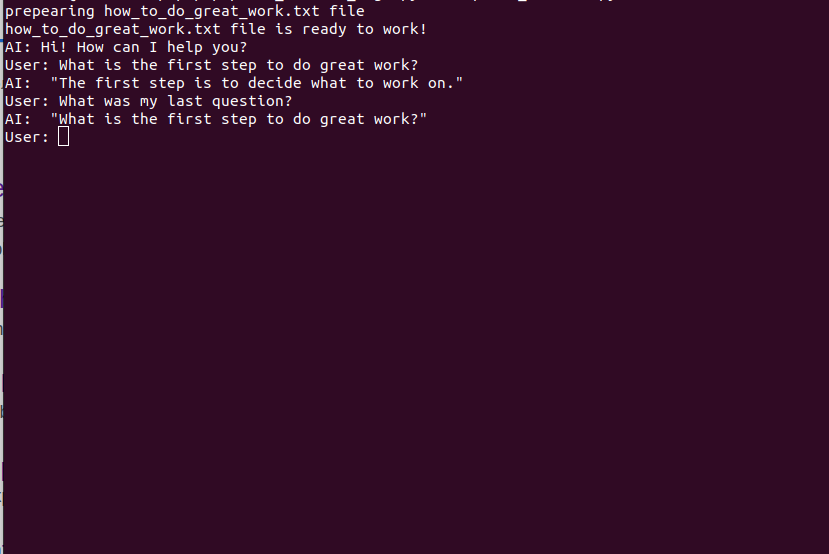 prepearing how_to_do_great_work.txt file
how_to_do_great_work.txt file is ready to work!
AI: Hi! How can I help you?
User: What is the first step to do great work?
AI:  "The first step is to decide what to work on."
User: What was my last question?
AI:  "What is the first step to do great work?"
User: